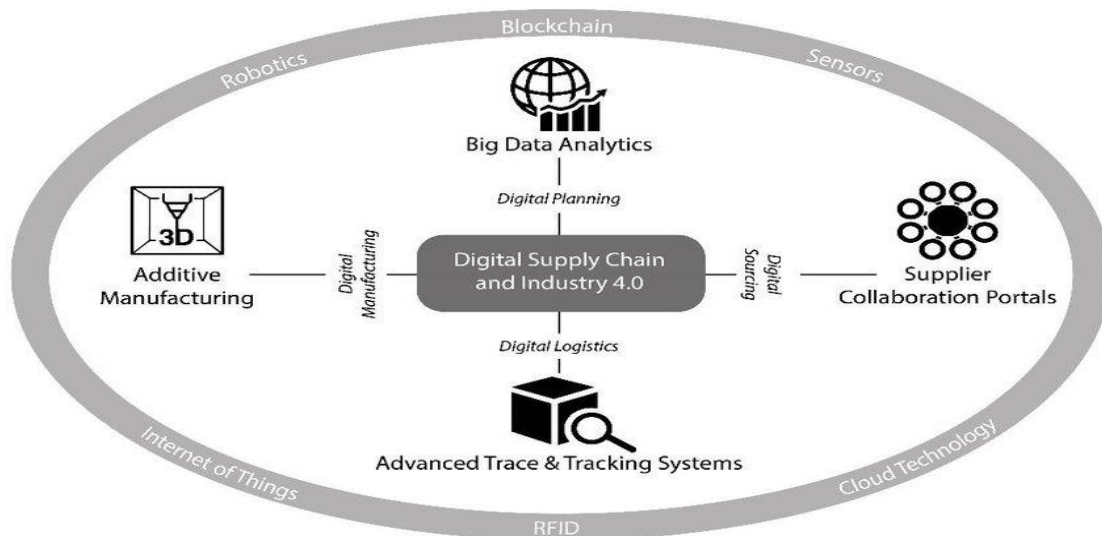 Blockchain
Robotics
Sensors
Big Data Analytics
Digital Planning
3D
Additive
Manufacturing
Digital
Manufacturing
Digital Supply Chain
and Industry 4.0
Digital
Sourcing
Supplier
Collaboration Portals
Digital Logistics
Advanced Trace & Tracking Systems
Internet of Things
Cloud Technology
RFID